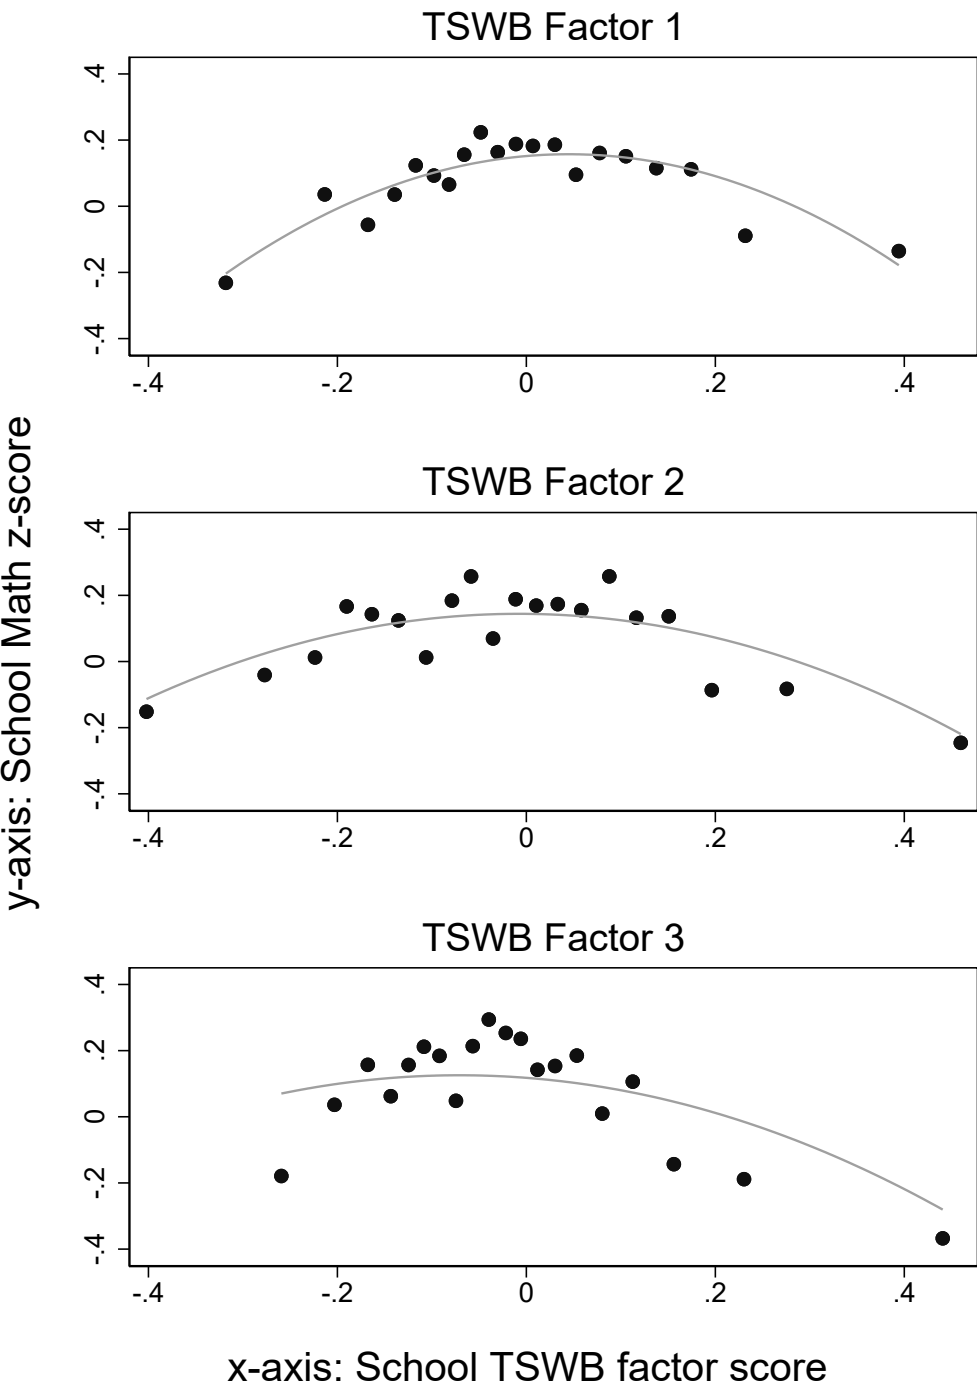 TSWB Factor 1
.4
.2
0
-.2
-.4
-.4 -.2 0 .2 .4
y-axis: School Math z-score
TSWB Factor 2
.4
.2
0
-.2
-.4
-.4 -.2 0 .2 .4
TSWB Factor 3
.4
.2
0
-.2
-.4
-.4 -.2 0 .2 .4
x-axis: School TSWB factor score